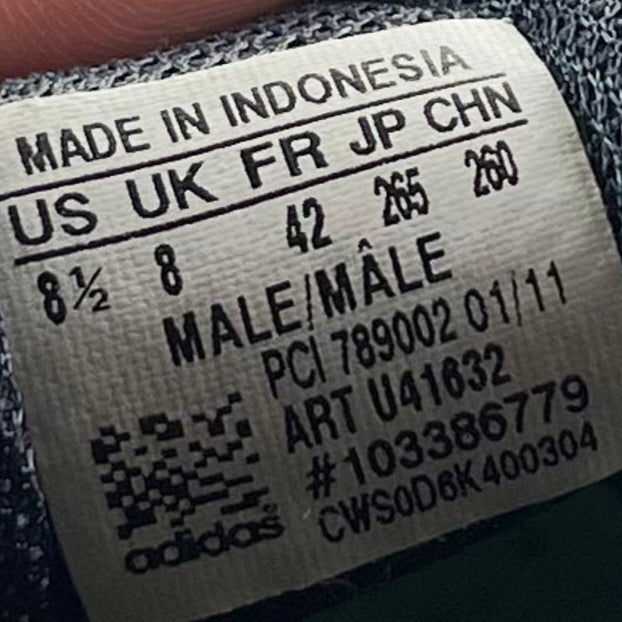 MADE IN INDONESIA
US UK FR JP CHN
8½ 8 42 265 260
MALE/MÂLE
PCI 789002 01/11
ART U41632
#103386779
CWS0D6K400304
adidas